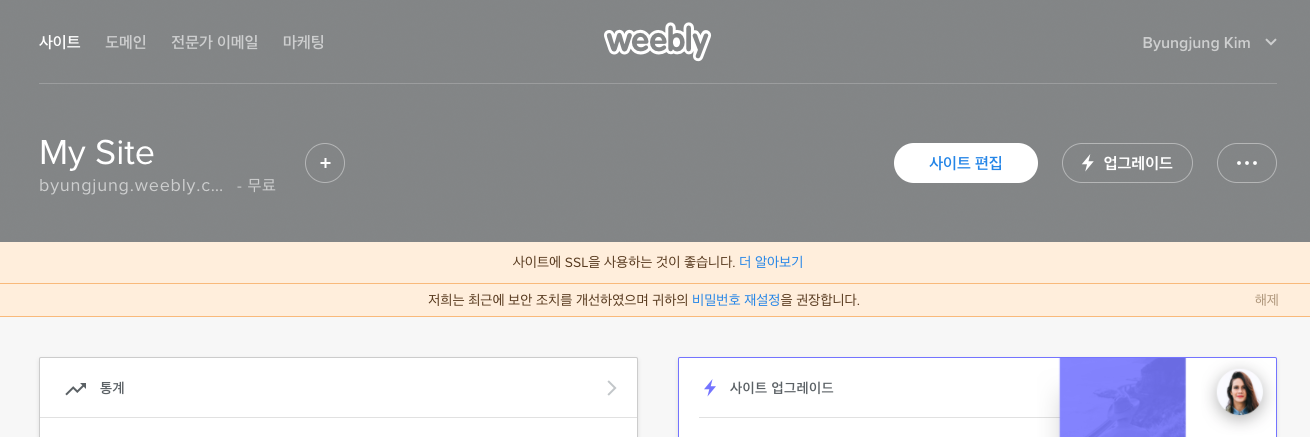 사이트 도메인 전문가 이메일 마케팅 weebly Byungjung Kim
My Site
byungjung.weebly.c... - 무료
+ 사이트 편집 업그레이드 •••
사이트에 SSL을 사용하는 것이 좋습니다. 더 알아보기
저희는 최근에 보안 조치를 개선하였으며 귀하의 비밀번호 재설정을 권장합니다. 해제
통계
사이트 업그레이드